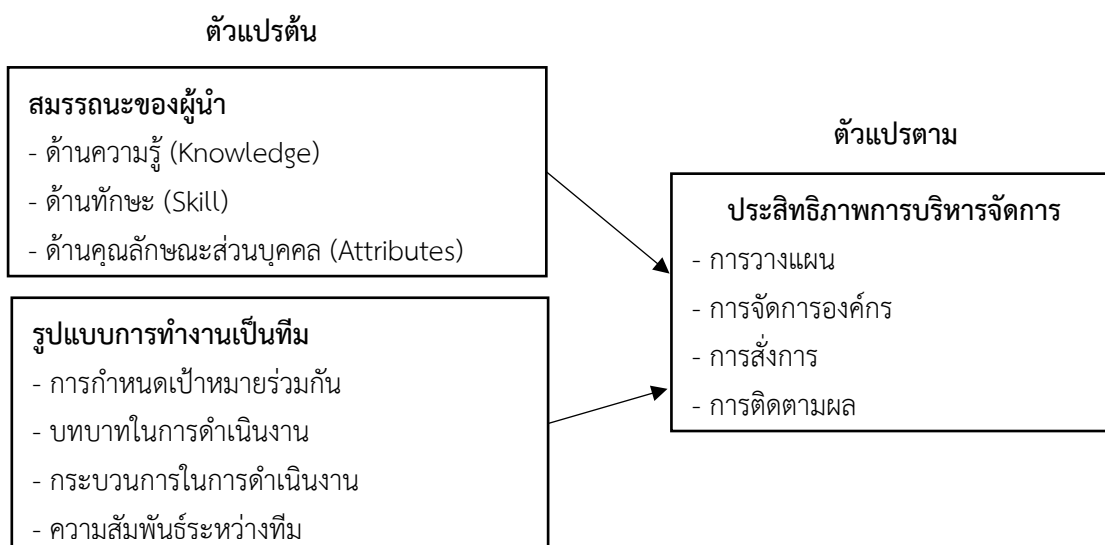 ตัวแปรต้น
สมรรถนะของผู้นำ
- ด้านความรู้ (Knowledge)
- ด้านทักษะ (Skill)
- ด้านคุณลักษณะส่วนบุคคล (Attributes)
รูปแบบการทำงานเป็นทีม
- การกำหนดเป้าหมายร่วมกัน
- บทบาทในการดำเนินงาน
- กระบวนการในการดำเนินงาน
- ความสัมพันธ์ระหว่างทีม
ตัวแปรตาม
ประสิทธิภาพการบริหารจัดการ
- การวางแผน
- การจัดการองค์กร
- การสั่งการ
- การติดตามผล